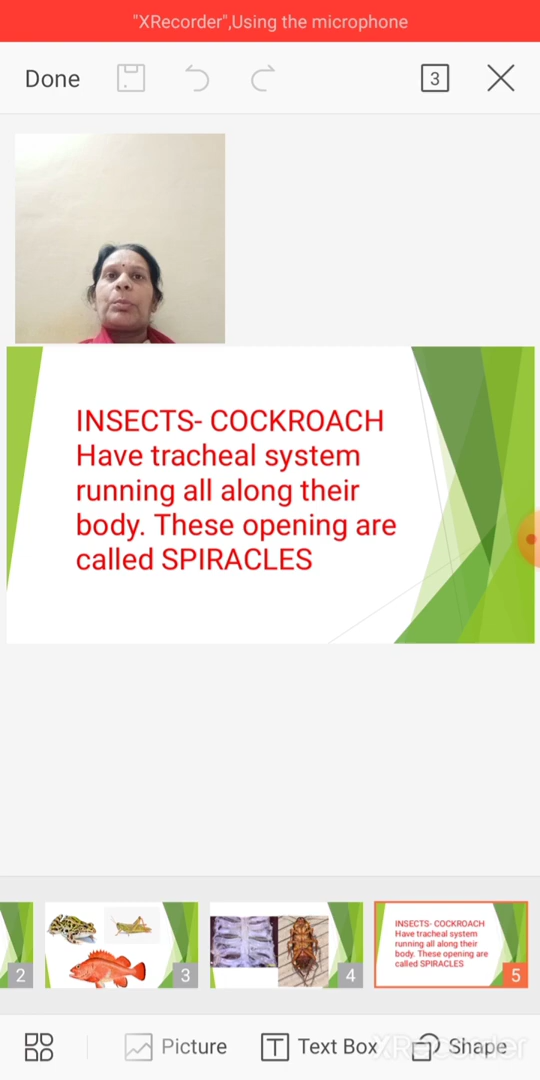 "XRecorder",Using the microphone
Done
3
INSECTS- COCKROACH
Have tracheal system
running all along their
body. These opening are
called SPIRACLES
2
3
4
INSECTS- COCKROACH
Have tracheal system
running all along their
body. These opening are
called SPIRACLES
5
Picture
Text Box
Shape
XRecorder